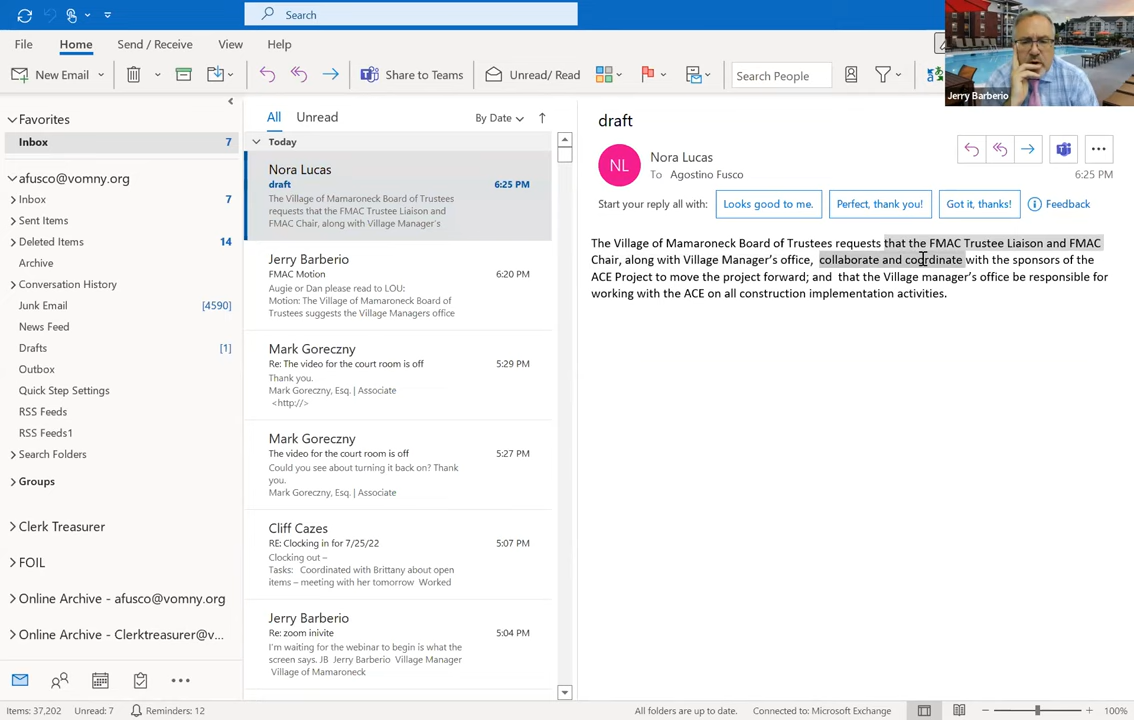 Search
Jerry Barberio
File Home Send / Receive View Help
New Email Share to Teams Unread/ Read Search People
Favorites
Inbox 7
afusco@vomny.org
Inbox 7
Sent Items
Deleted Items 14
Archive
Conversation History
Junk Email [4590]
News Feed
Drafts [1]
Outbox
Quick Step Settings
RSS Feeds
RSS Feeds1
Search Folders
Groups
Clerk Treasurer
FOIL
Online Archive - afusco@vomny.org
Online Archive - Clerktreasurer@v...
All Unread By Date
Today
Nora Lucas
draft 6:25 PM
The Village of Mamaroneck Board of Trustees
requests that the FMAC Trustee Liaison and
FMAC Chair, along with Village Manager's
Jerry Barberio
FMAC Motion 6:20 PM
Augie or Dan please read to LOU:
Motion: The Village of Mamaroneck Board of
Trustees suggests the Village Managers office
Mark Goreczny
Re: The video for the court room is off 5:29 PM
Thank you.
Mark Goreczny, Esq. | Associate
<http://>
Mark Goreczny
The video for the court room is off 5:27 PM
Could you see about turning it back on? Thank
you.
Mark Goreczny, Esq. | Associate
Cliff Cazes
RE: Clocking in for 7/25/22 5:07 PM
Clocking out –
Tasks: Coordinated with Brittany about open
items – meeting with her tomorrow Worked
Jerry Barberio
Re: zoom inivite 5:04 PM
I'm waiting for the webinar to begin is what the
screen says. JB Jerry Barberio Village Manager
Village of Mamaroneck
draft
NL
Nora Lucas
To Agostino Fusco
6:25 PM
Start your reply all with: Looks good to me. Perfect, thank you! Got it, thanks! Feedback
The Village of Mamaroneck Board of Trustees requests that the FMAC Trustee Liaison and FMAC
Chair, along with Village Manager's office, collaborate and coordinate with the sponsors of the
ACE Project to move the project forward; and that the Village manager's office be responsible for
working with the ACE on all construction implementation activities.
Items: 37,202 Unread: 7 Reminders: 12 All folders are up to date. Connected to: Microsoft Exchange 100%